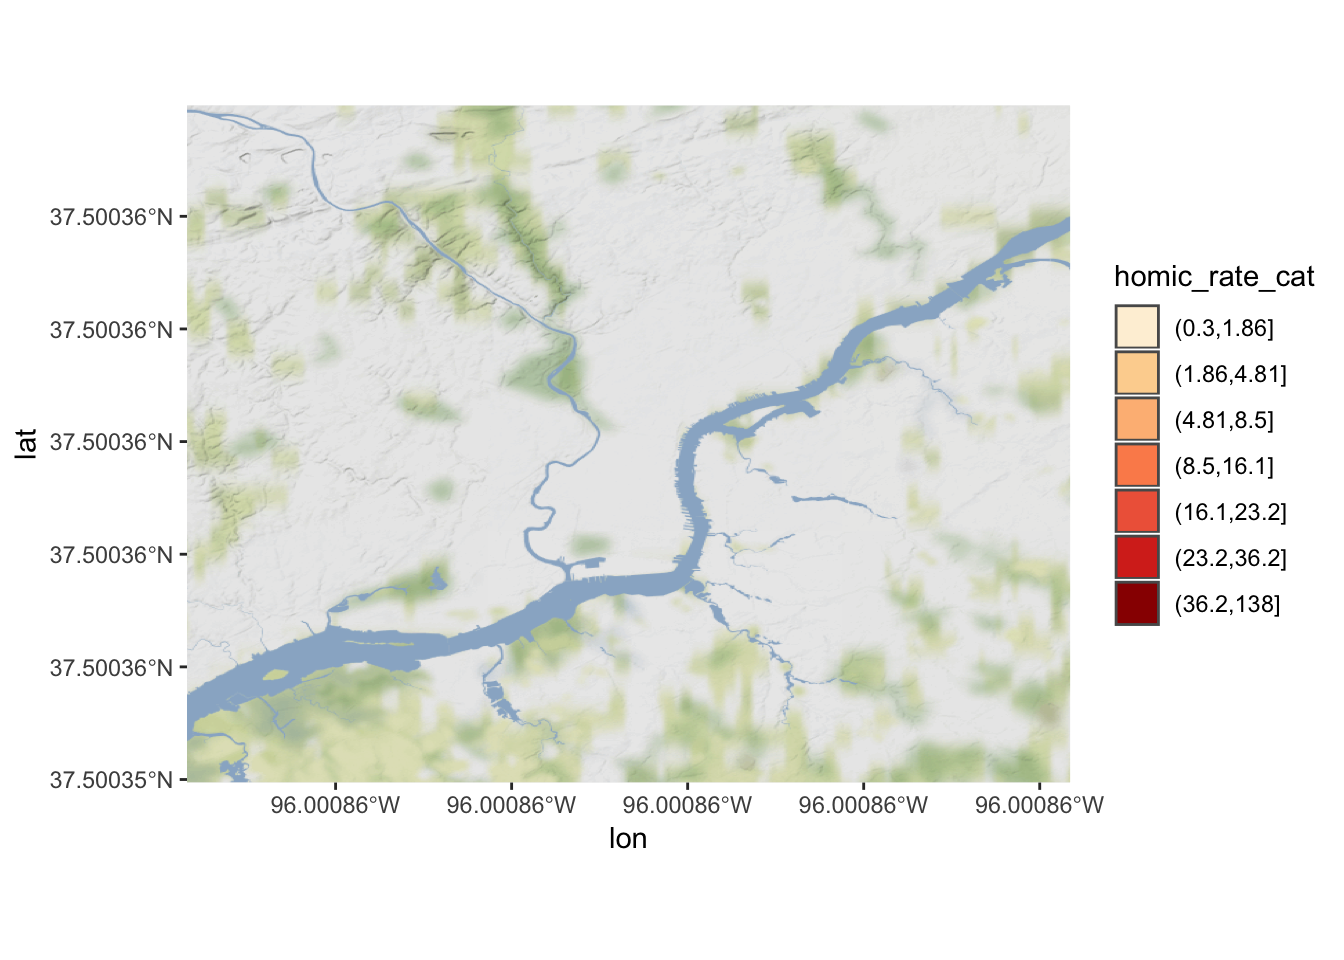 37.50036°N
37.50036°N
37.50036°N
37.50036°N
37.50036°N
37.50035°N
lat
96.00086°W 96.00086°W 96.00086°W 96.00086°W 96.00086°W
lon
homic_rate_cat
(0.3,1.86]
(1.86,4.81]
(4.81,8.5]
(8.5,16.1]
(16.1,23.2]
(23.2,36.2]
(36.2,138]